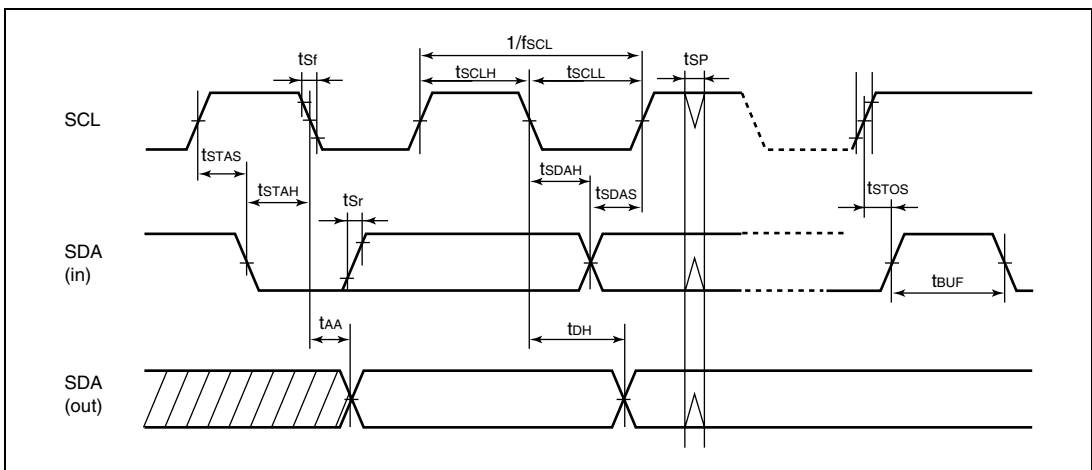 1/fSCL
tSf
tSCLH
tSCLL
tSP
SCL
tSTAS
tSTAH
tSDAH
tSDAS
tSTOS
tSr
SDA
(in)
tBUF
tAA
tDH
SDA
(out)